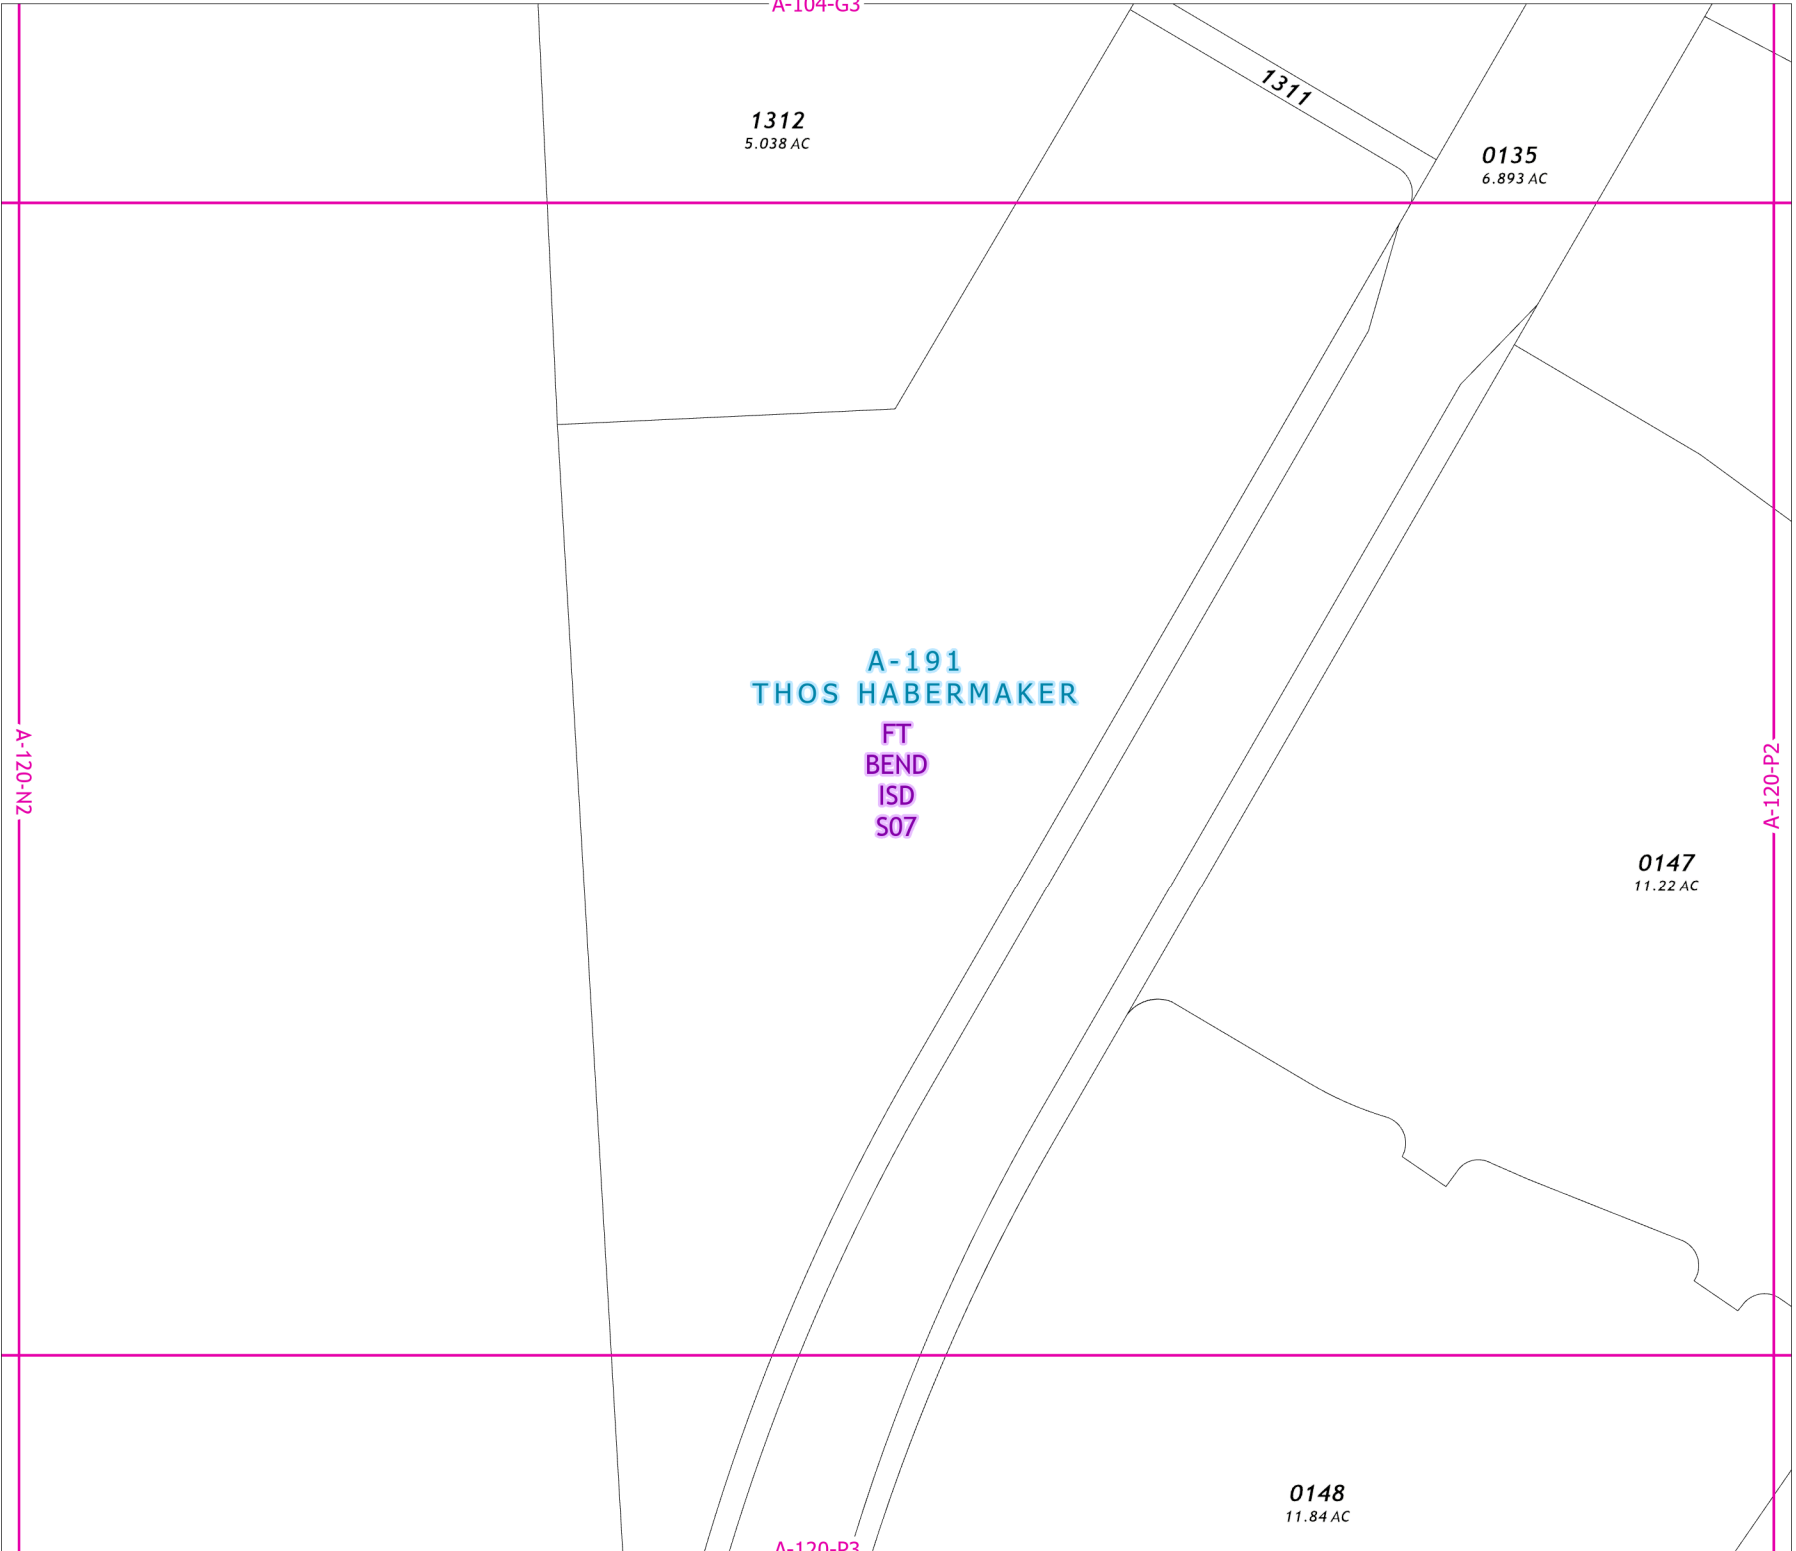 A-104-G3
1311
1312
5.038 AC
0135
6.893 AC
A-191
THOS HABERMAKER
FT
BEND
ISD
S07
A-120-N2
A-120-P2
0147
11.22 AC
0148
11.84 AC
A-120-P3